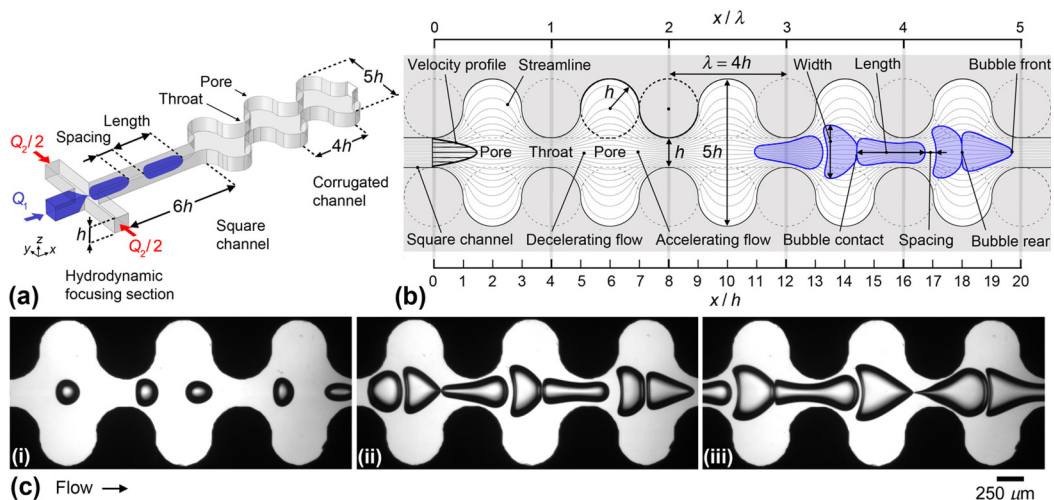 Pore
Throat
Length
Spacing
5h
4h
Q₂/2
Q₁
6h
h
Q₂/2
Corrugated
channel
Square
channel
y z x
Hydrodynamic
focusing section
(a)
(b)
x / λ
0 1 2 3 4 5
Velocity profile Streamline λ = 4h Width Length Bubble front
h
Pore Throat Pore h 5h
Square channel Decelerating flow Accelerating flow Bubble contact Spacing Bubble rear
0 1 2 3 4 5 6 7 8 9 10 11 12 13 14 15 16 17 18 19 20
x / h
(i) (ii) (iii)
(c) Flow
250 μm